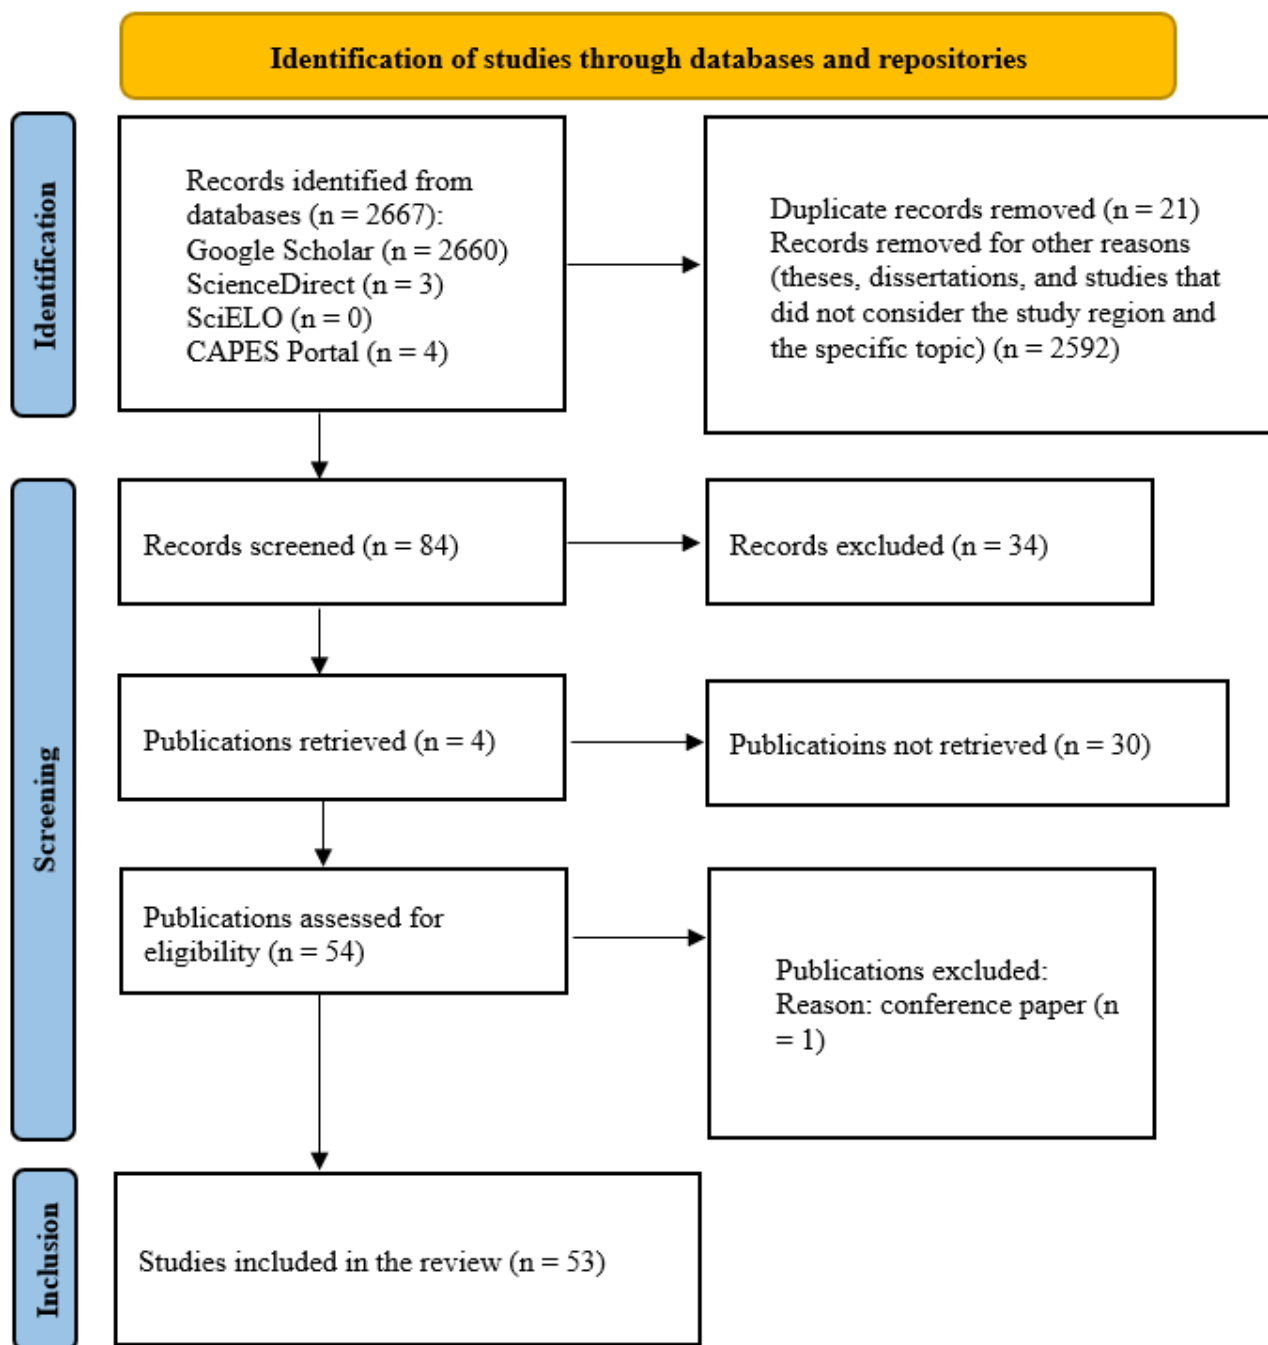 Identification of studies through databases and repositories
Identification
Records identified from
databases (n = 2667):
Google Scholar (n = 2660)
ScienceDirect (n = 3)
SciELO (n = 0)
CAPES Portal (n = 4)
Duplicate records removed (n = 21)
Records removed for other reasons
(theses, dissertations, and studies that
did not consider the study region and
the specific topic) (n = 2592)
Screening
Records screened (n = 84)
Records excluded (n = 34)
Publications retrieved (n = 4)
Publicatioins not retrieved (n = 30)
Publications assessed for
eligibility (n = 54)
Publications excluded:
Reason: conference paper (n
= 1)
Inclusion
Studies included in the review (n = 53)